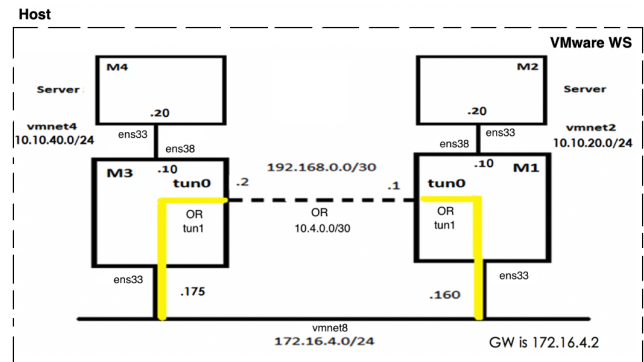 Host
VMware WS
M4
M2
Server
Server
.20
.20
vmnet4
10.10.40.0/24
vmnet2
10.10.20.0/24
ens33
ens33
ens38
ens38
M3
.10
tun0
.2
192.168.0.0/30
.1
tun0
.10
M1
OR
tun1
OR
10.4.0.0/30
OR
tun1
ens33
ens33
.175
.160
vmnet8
172.16.4.0/24
GW is 172.16.4.2